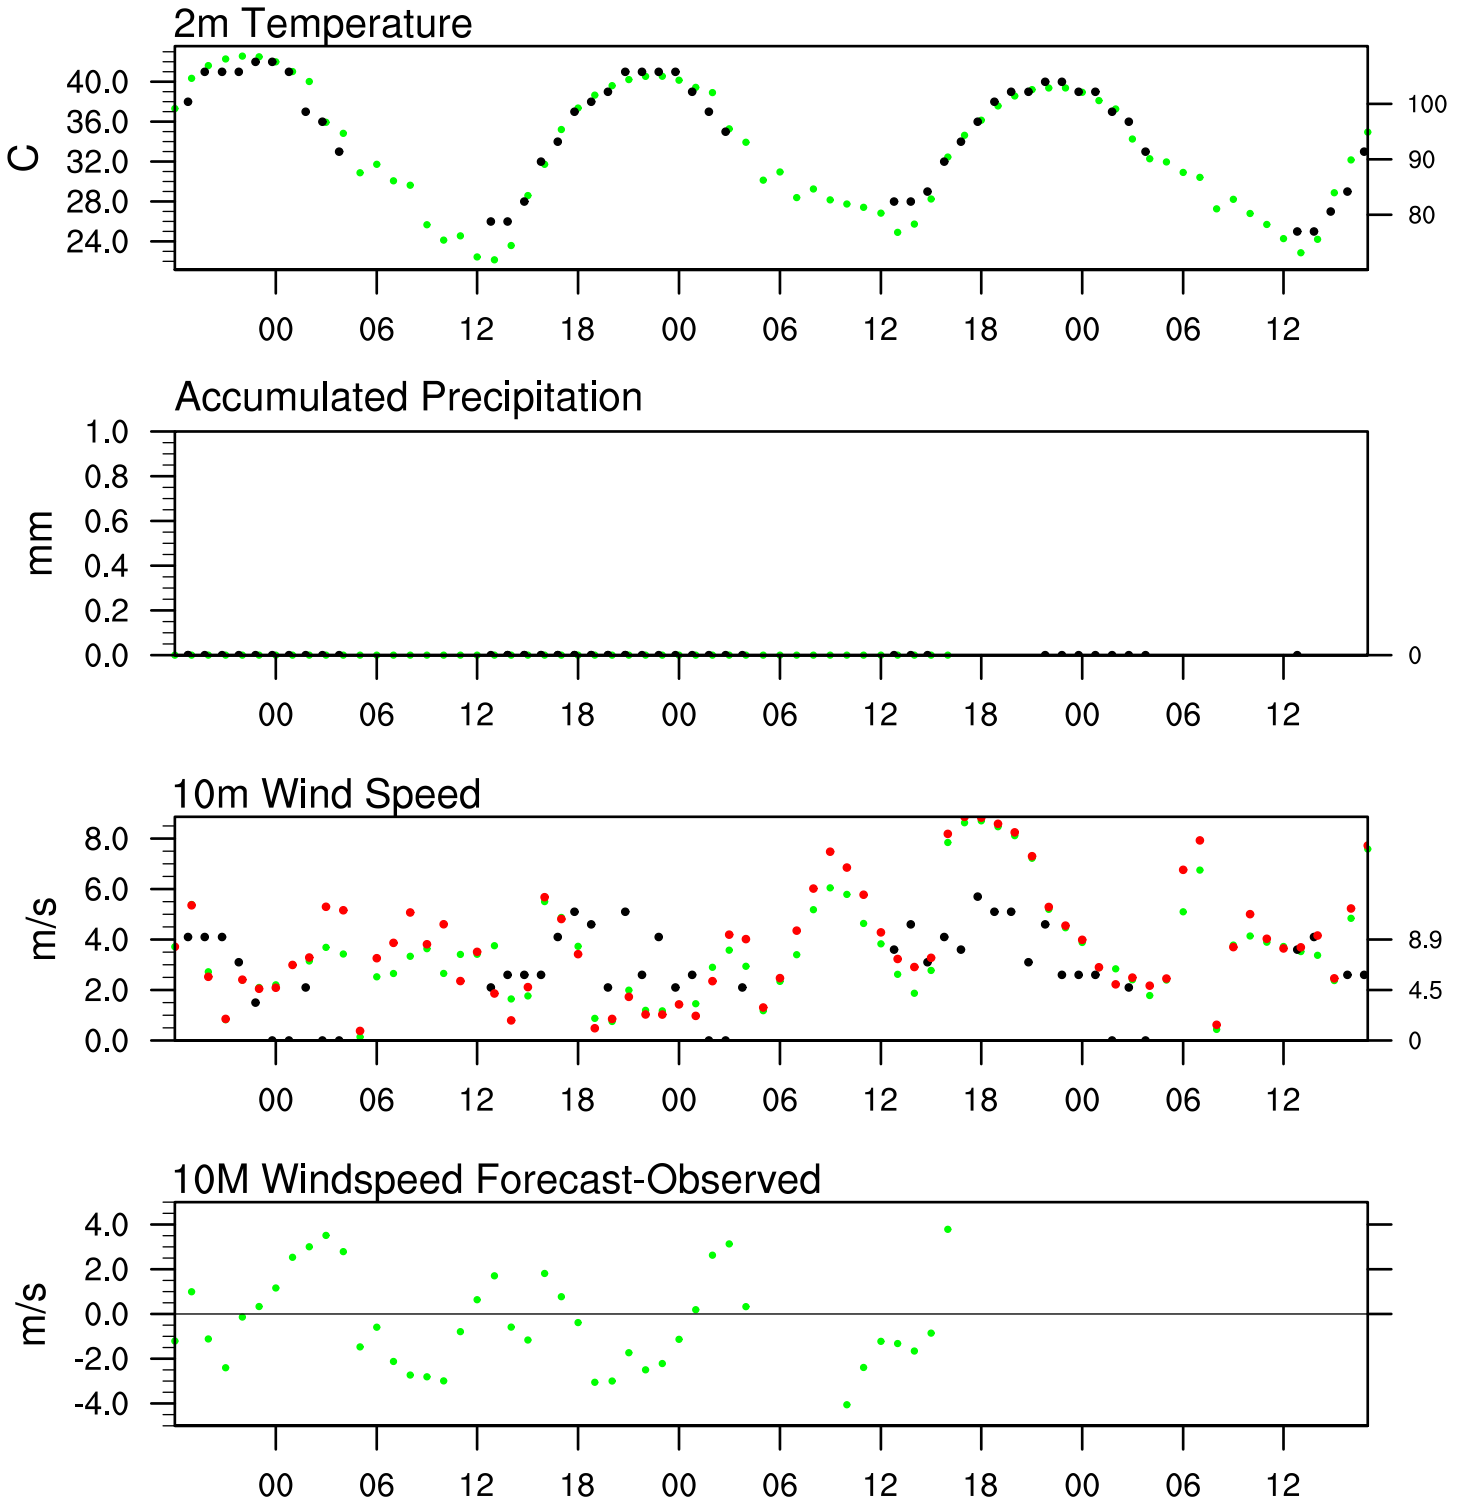 2m Temperature
40.0
36.0
32.0
28.0
24.0
C
100
90
80
00 06 12 18 00 06 12 18 00 06 12
Accumulated Precipitation
1.0
0.8
0.6
0.4
0.2
0.0
mm
0
00 06 12 18 00 06 12 18 00 06 12
10m Wind Speed
8.0
6.0
4.0
2.0
0.0
m/s
8.9
4.5
0
00 06 12 18 00 06 12 18 00 06 12
10M Windspeed Forecast-Observed
4.0
2.0
0.0
-2.0
-4.0
m/s
00 06 12 18 00 06 12 18 00 06 12